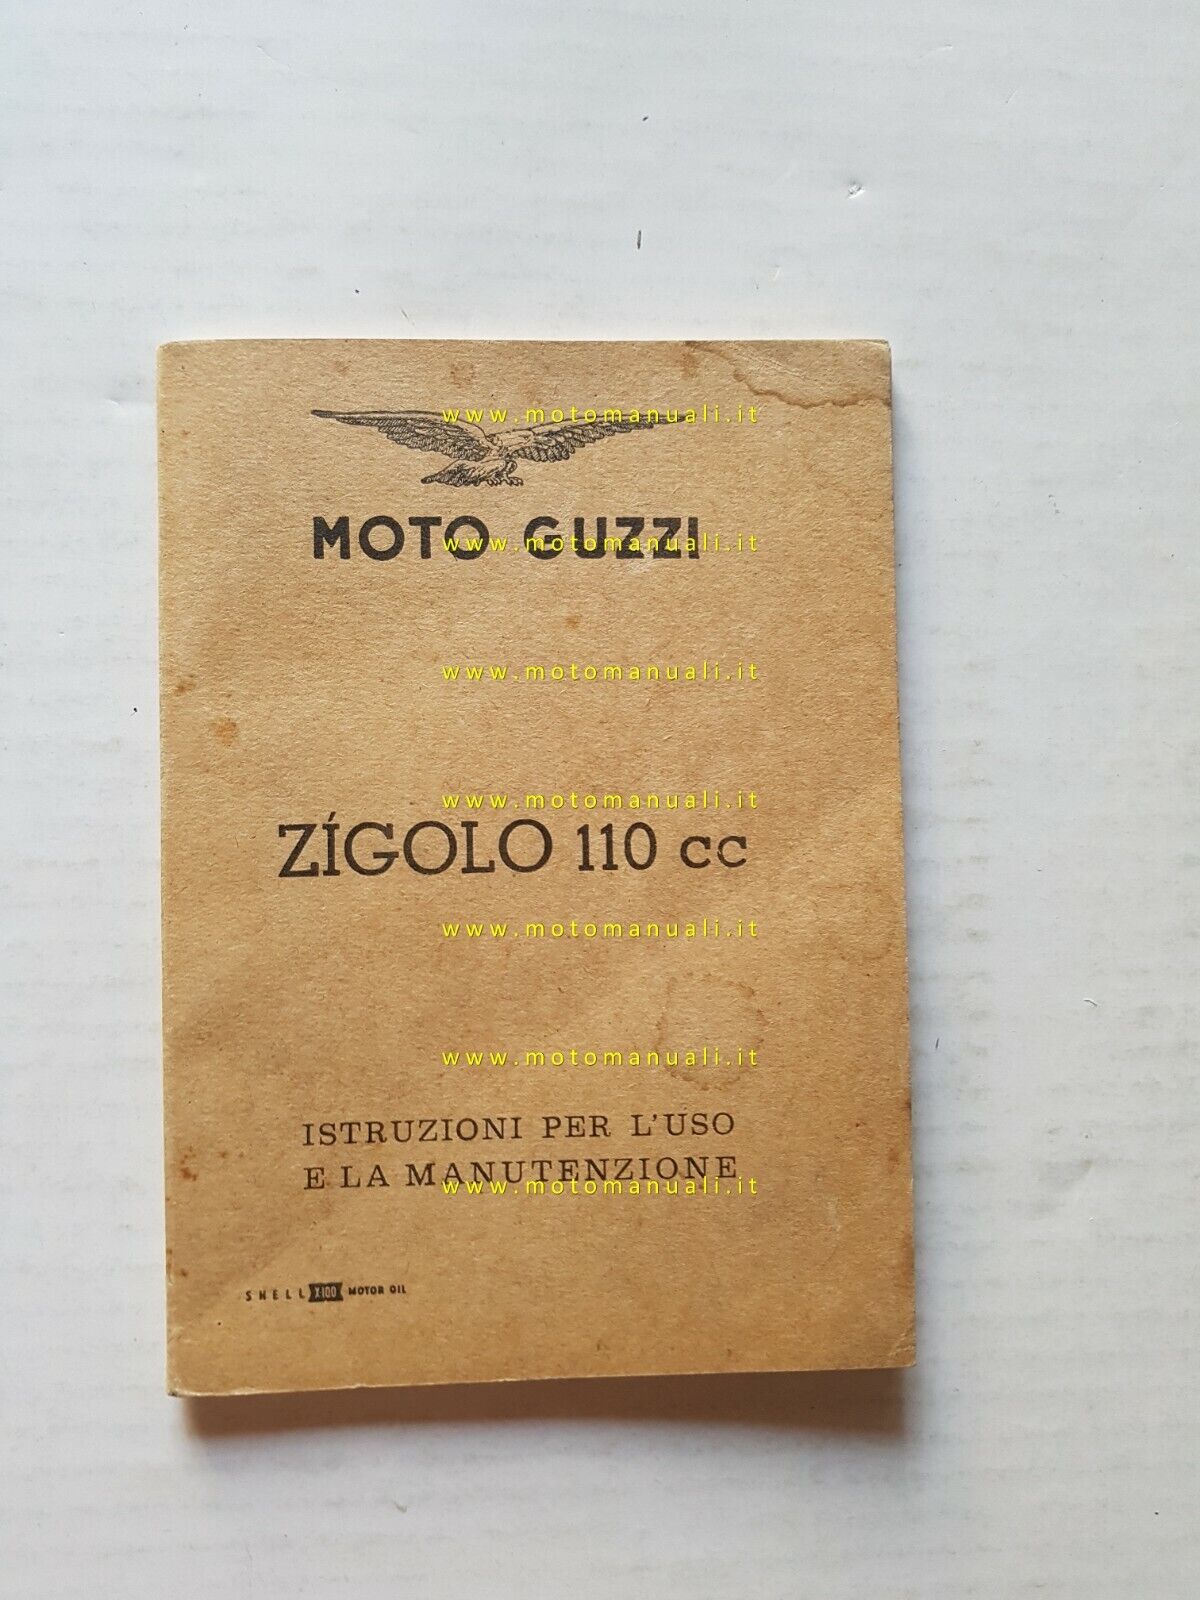 www.motomanuali.it
MOTO GUZZI
www.motomanuali.it
www.motomanuali.it
www.motomanuali.it
ZÍGOLO 110 cc
www.motomanuali.it
www.motomanuali.it
ISTRUZIONI PER L'USO
E LA MANUTENZIONE
www.motomanuali.it
SHELL X-100 MOTOR OIL